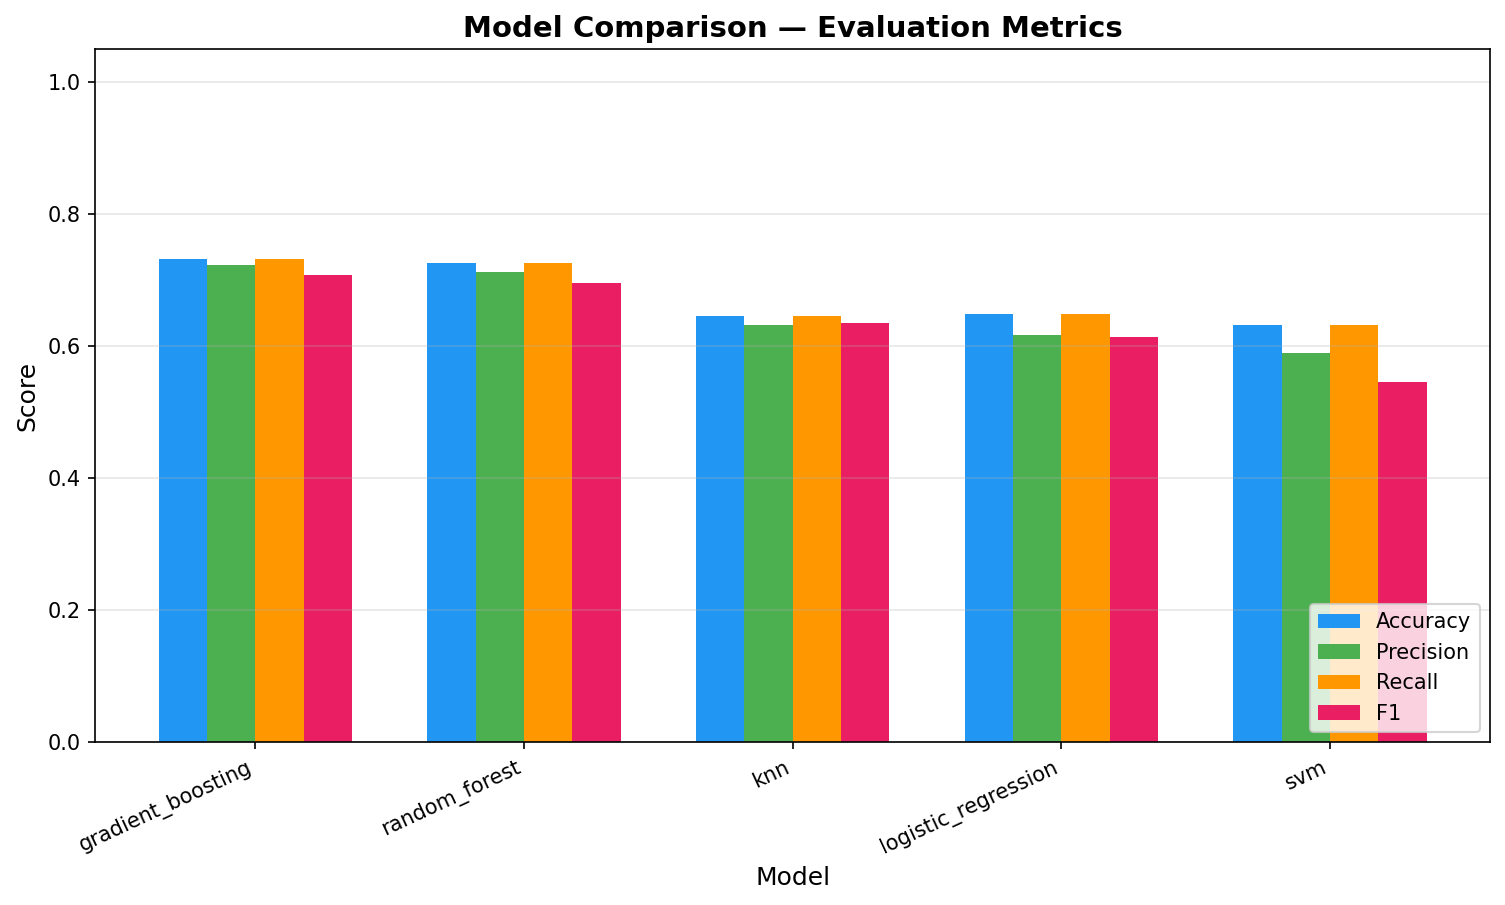 Model Comparison — Evaluation Metrics
1.0
0.8
0.6
0.4
0.2
0.0
Score
gradient_boosting
random_forest
knn
logistic_regression
svm
Model
Accuracy
Precision
Recall
F1